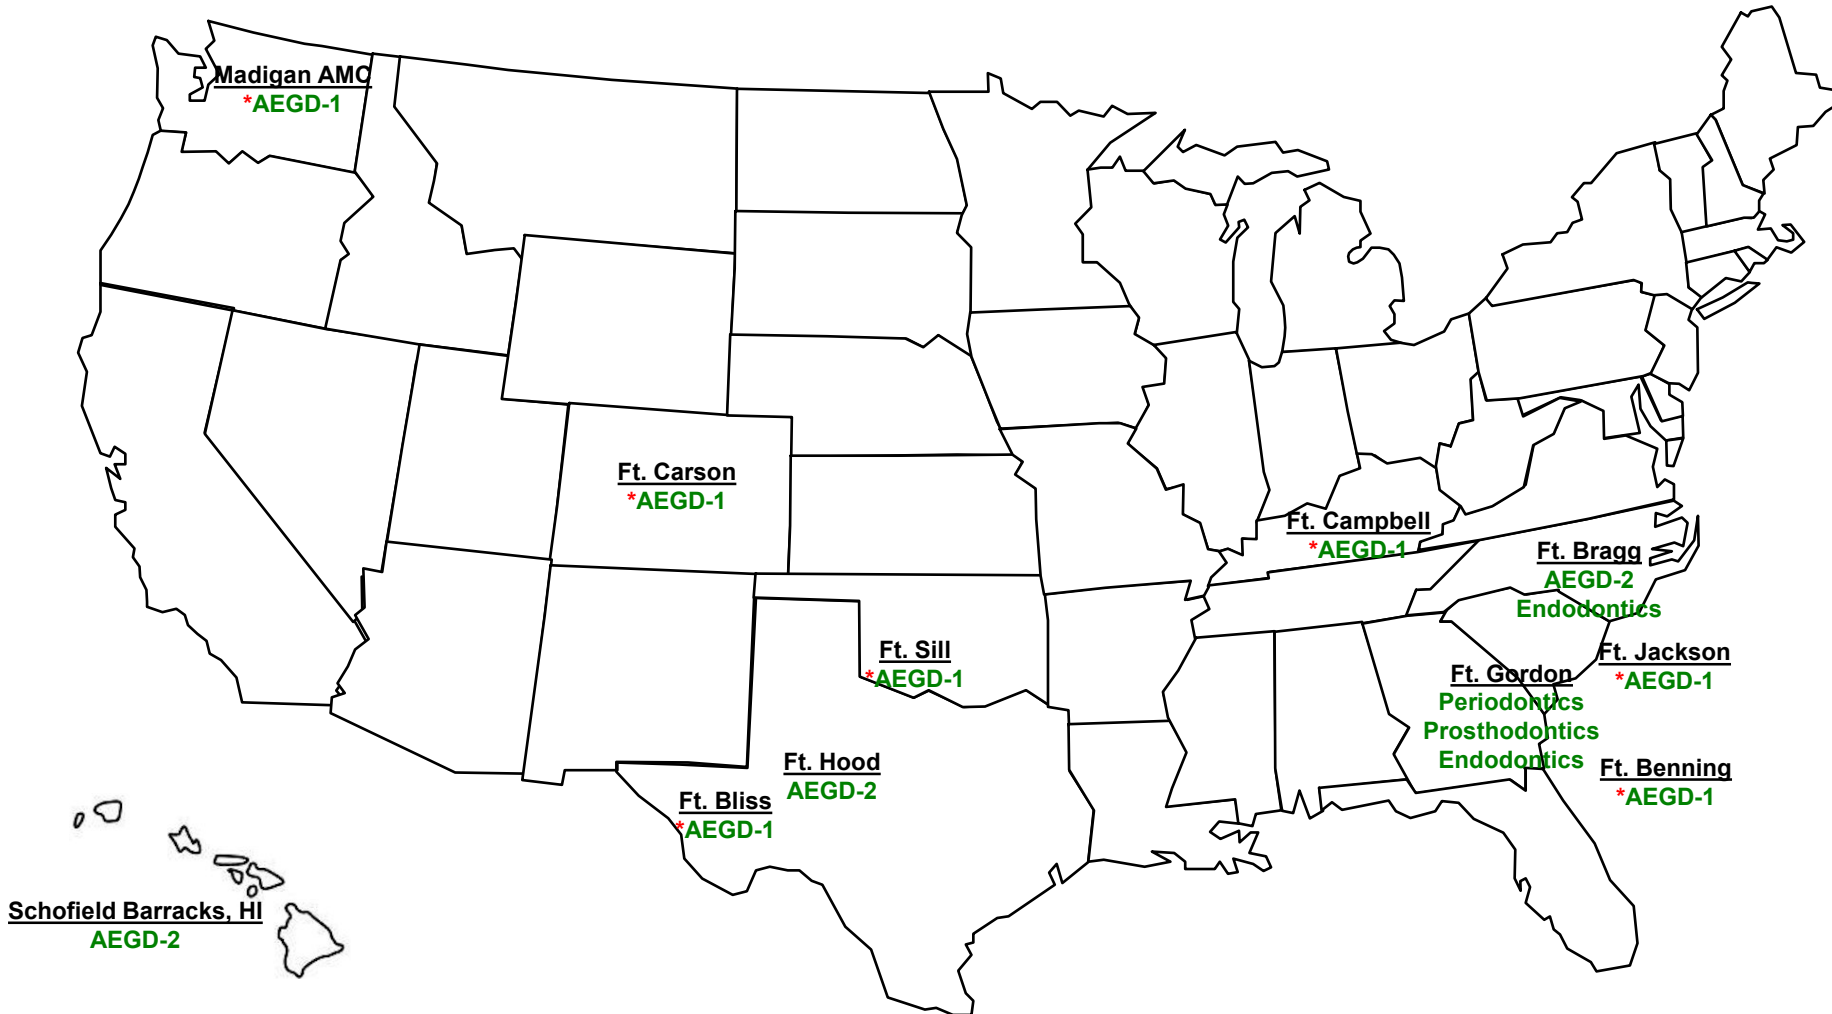 Madigan AMC
*AEGD-1
Ft. Carson
*AEGD-1
Ft. Campbell
*AEGD-1
Ft. Bragg
AEGD-2
Endodontics
Ft. Sill
*AEGD-1
Ft. Jackson
*AEGD-1
Ft. Gordon
Periodontics
Prosthodontics
Endodontics
Ft. Hood
AEGD-2
Ft. Benning
*AEGD-1
Ft. Bliss
*AEGD-1
Schofield Barracks, HI
AEGD-2